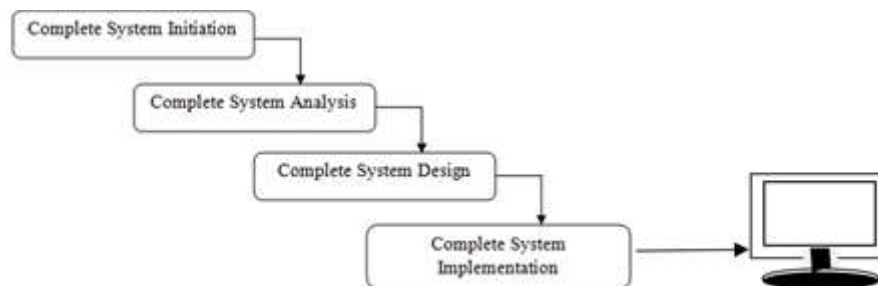 Complete System Initiation
Complete System Analysis
Complete System Design
Complete System
Implementation